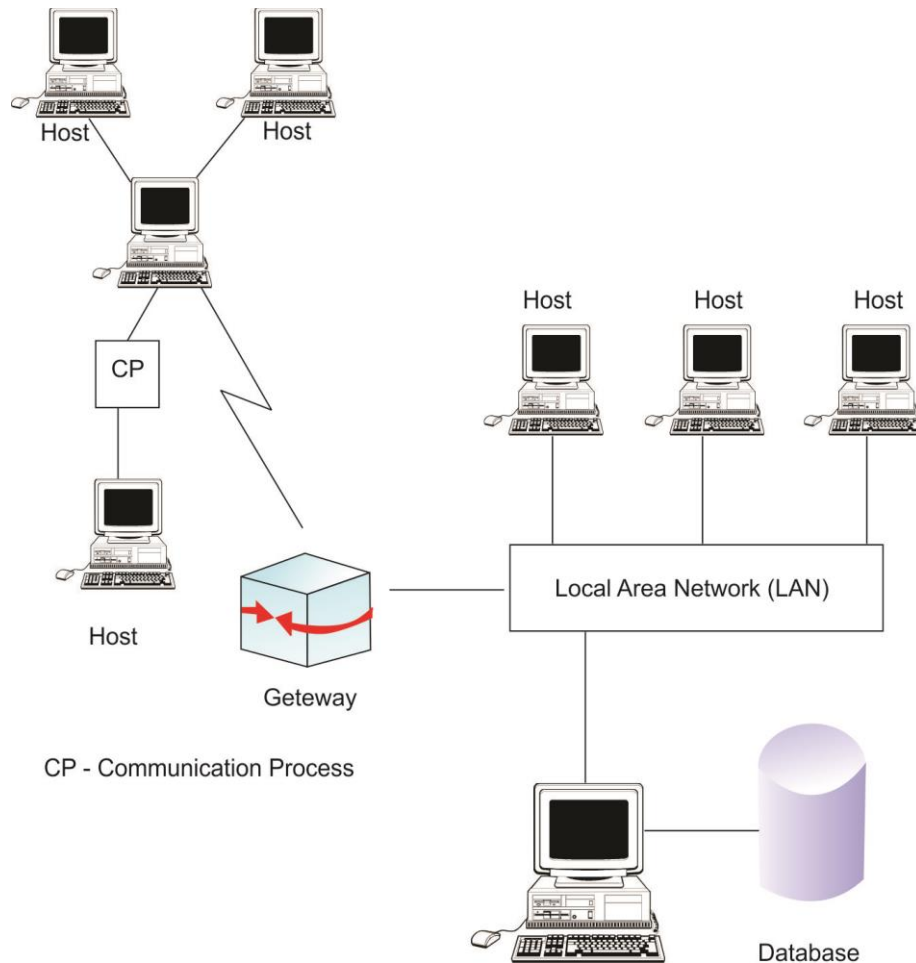 Host
Host
CP
Host
Host
Host
Host
Local Area Network (LAN)
Geteway
CP - Communication Process
Database